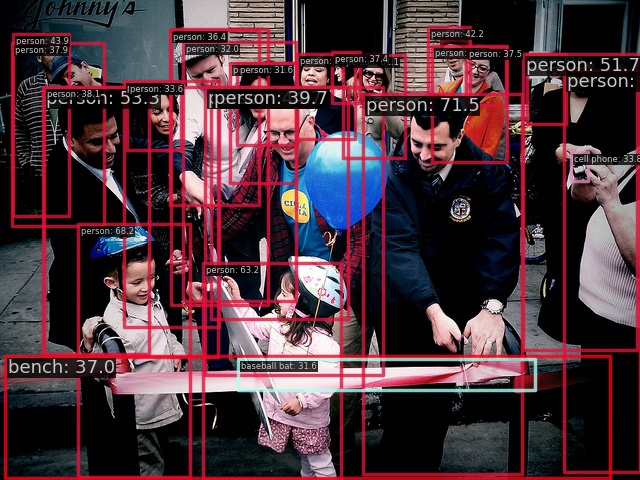 Johnny's
person: 42.2
person: 36.4
person: 43.9
person: 37.9
person: 32.0
person: 37.4
person: 37.5
person: 51.7
person: 31.6
person:
person: 38.1
person: 33.6
person: 53.3
person: 39.7
person: 71.5
cell phone: 33.8
CICLA
VIA
person: 68.2
person: 63.2
bench: 37.0
baseball bat: 31.6